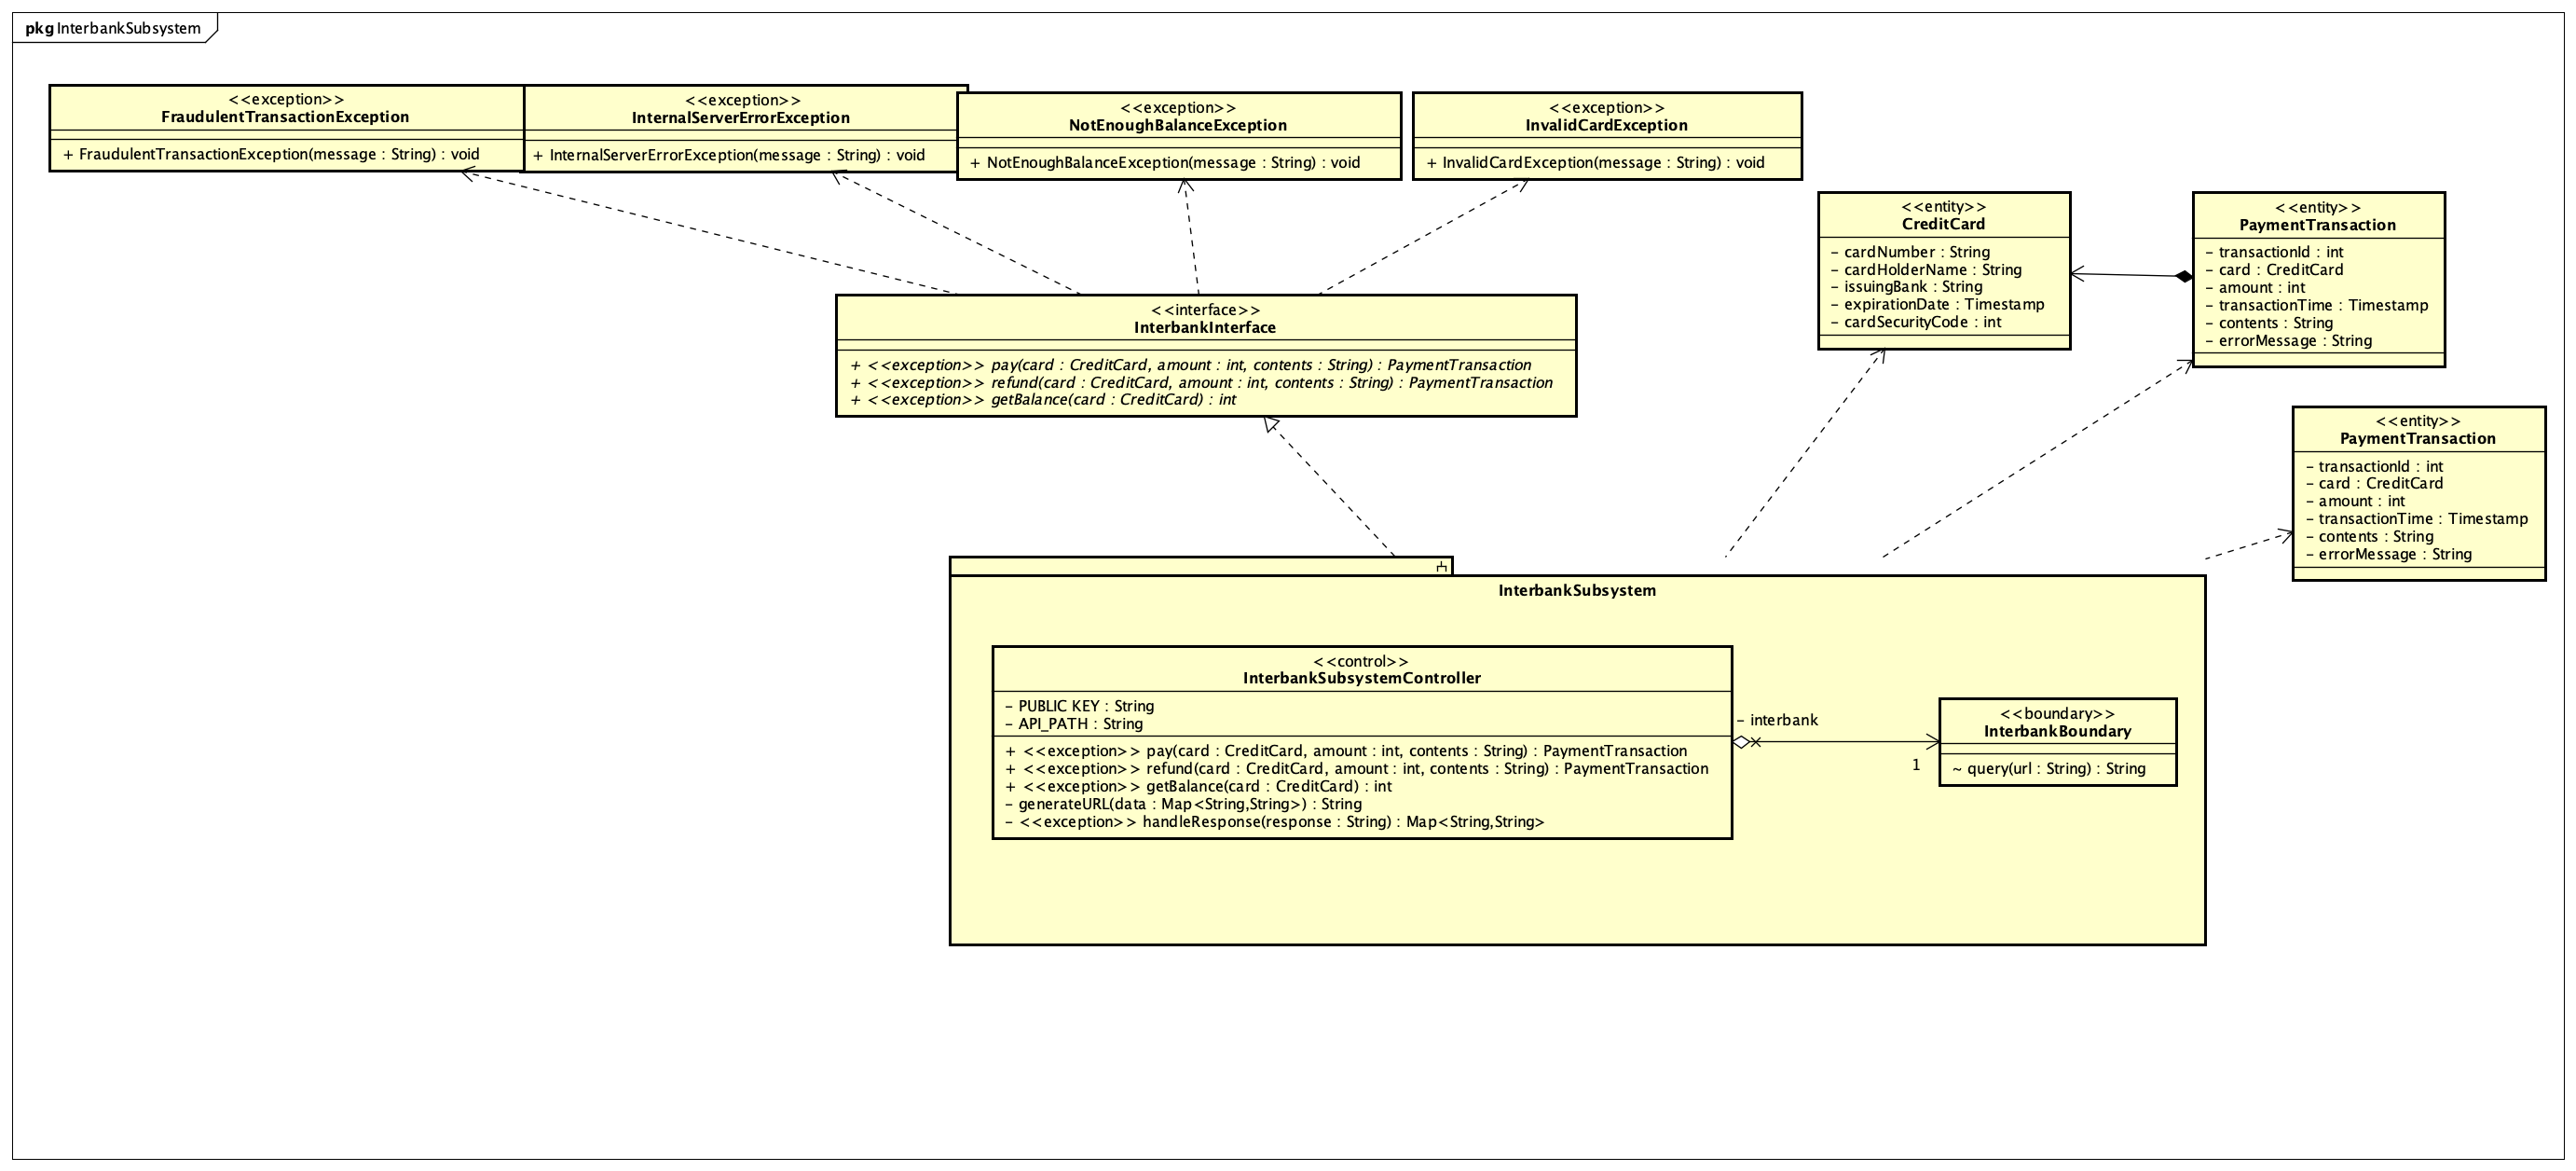 pkg InterbankSubsystem
<<exception>>
FraudulentTransactionException
+ FraudulentTransactionException(message : String) : void
<<exception>>
InternalServerErrorException
+ InternalServerErrorException(message : String) : void
<<exception>>
NotEnoughBalanceException
+ NotEnoughBalanceException(message : String) : void
<<exception>>
InvalidCardException
+ InvalidCardException(message : String) : void
<<entity>>
CreditCard
- cardNumber : String
- cardHolderName : String
- issuingBank : String
- expirationDate : Timestamp
- cardSecurityCode : int
<<entity>>
PaymentTransaction
- transactionId : int
- card : CreditCard
- amount : int
- transactionTime : Timestamp
- contents : String
- errorMessage : String
<<interface>>
InterbankInterface
+ <<exception>> pay(card : CreditCard, amount : int, contents : String) : PaymentTransaction
+ <<exception>> refund(card : CreditCard, amount : int, contents : String) : PaymentTransaction
+ <<exception>> getBalance(card : CreditCard) : int
<<entity>>
PaymentTransaction
- transactionId : int
- card : CreditCard
- amount : int
- transactionTime : Timestamp
- contents : String
- errorMessage : String
InterbankSubsystem
<<control>>
InterbankSubsystemController
- PUBLIC KEY : String
- API_PATH : String
+ <<exception>> pay(card : CreditCard, amount : int, contents : String) : PaymentTransaction
+ <<exception>> refund(card : CreditCard, amount : int, contents : String) : PaymentTransaction
+ <<exception>> getBalance(card : CreditCard) : int
- generateURL(data : Map<String,String>) : String
- <<exception>> handleResponse(response : String) : Map<String,String>
- interbank
1
<<boundary>>
InterbankBoundary
~ query(url : String) : String